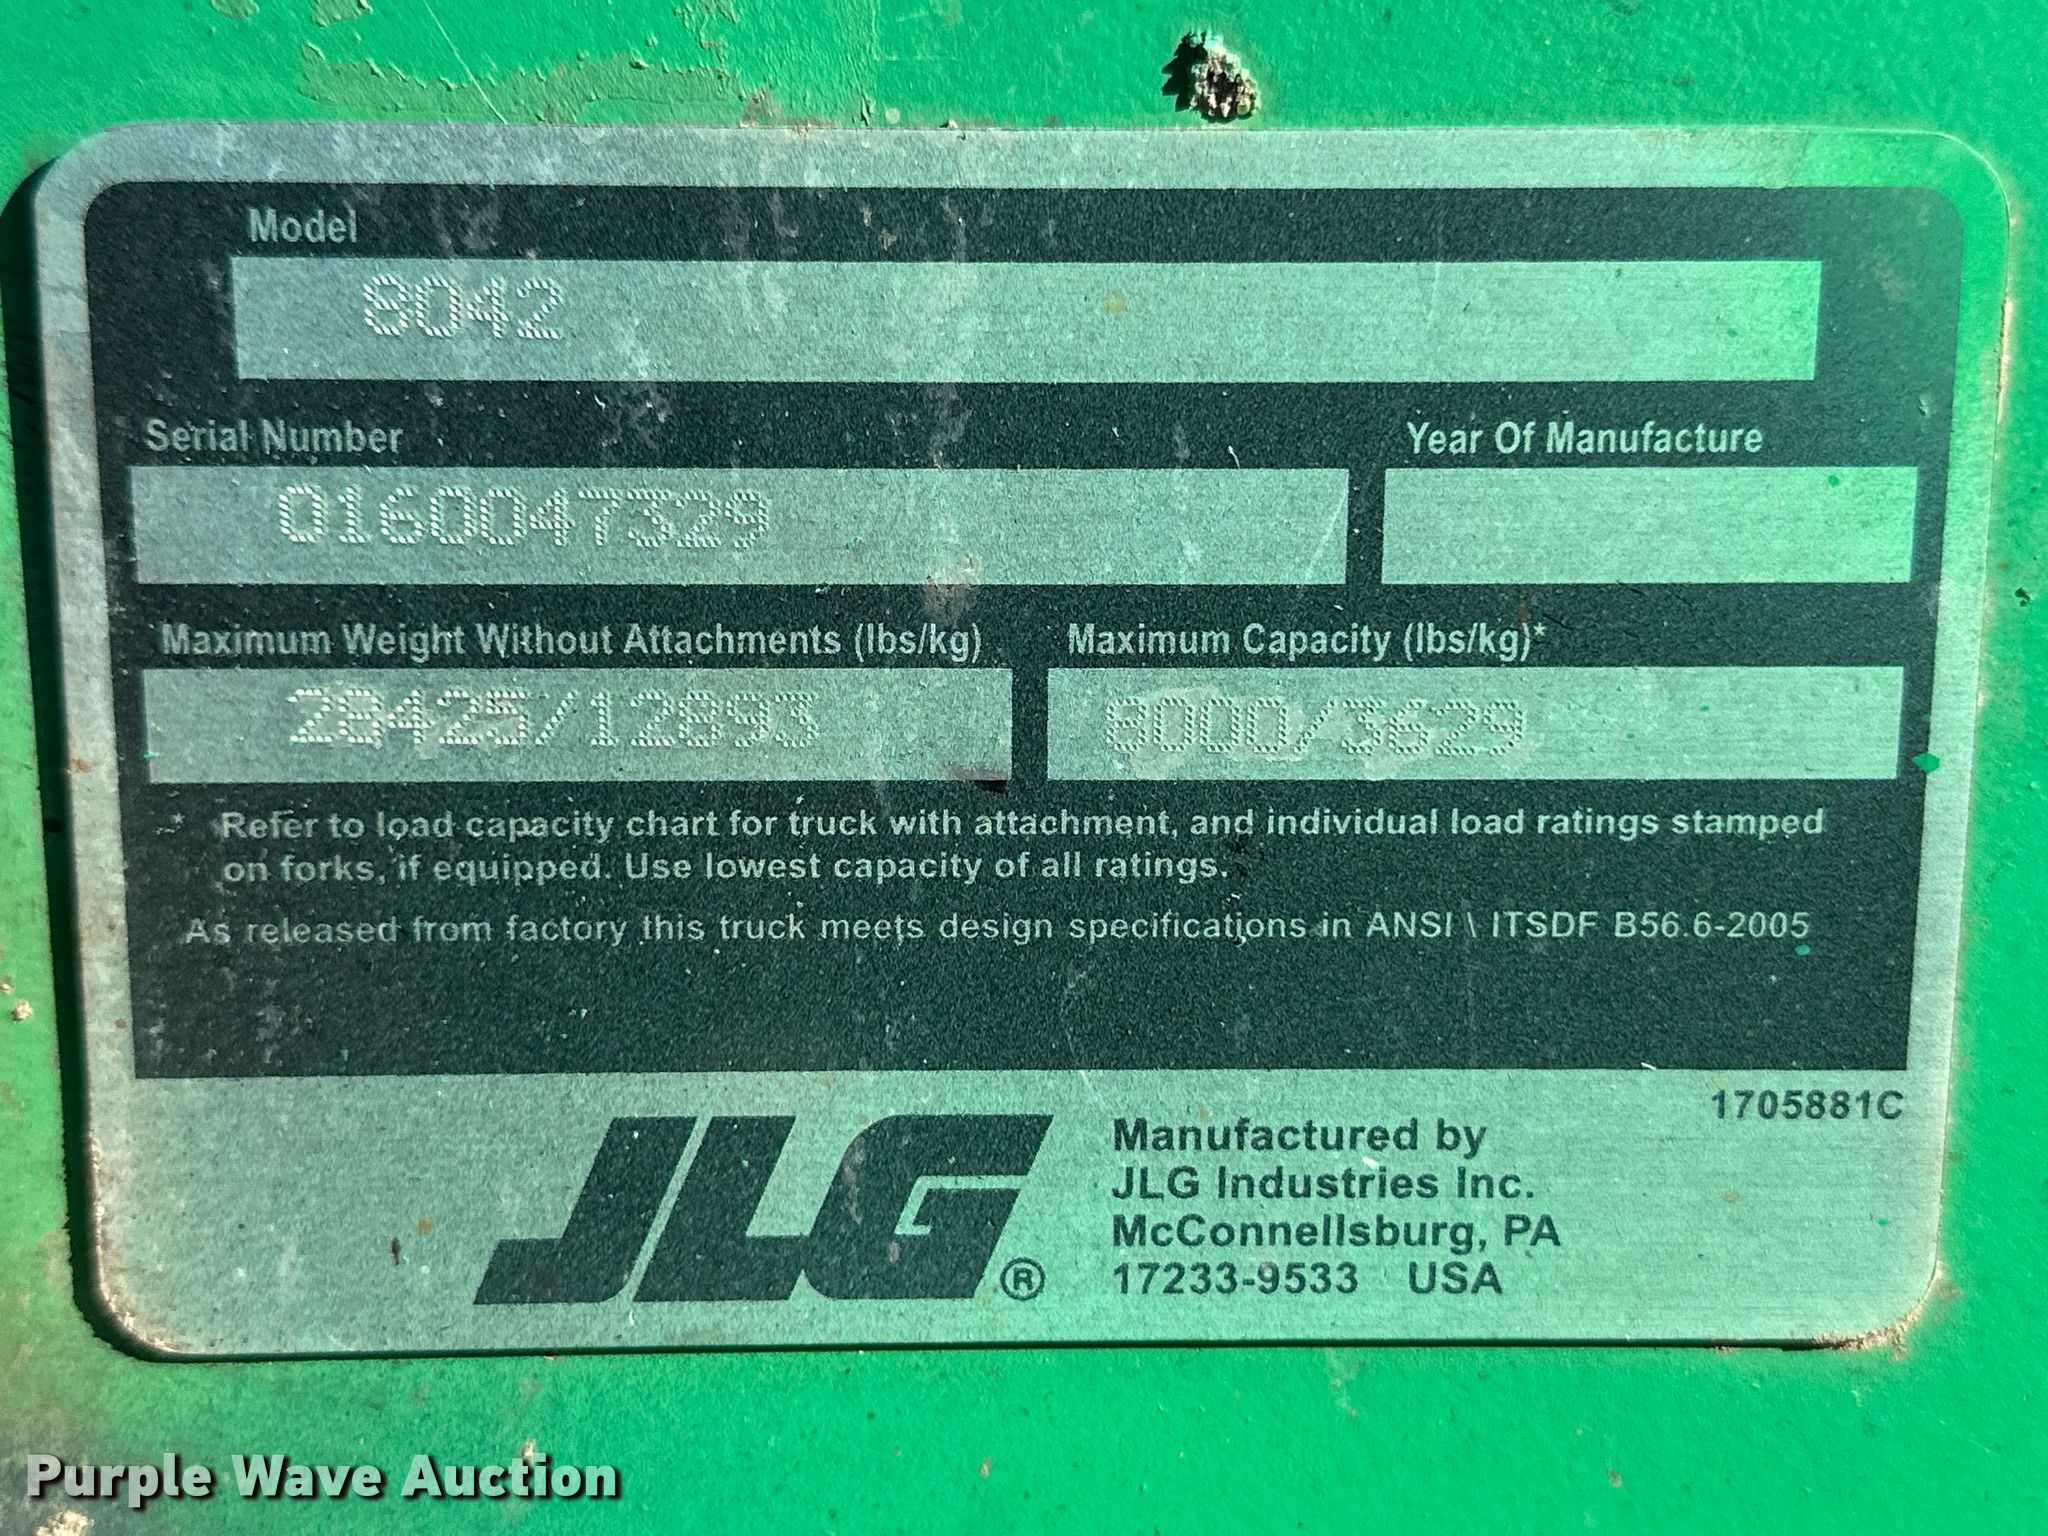 Model
8042
Serial Number
Year Of Manufacture
0160047329
Maximum Weight Without Attachments (lbs/kg)
Maximum Capacity (lbs/kg)*
28425/12893
8000/3629
* Refer to load capacity chart for truck with attachment, and individual load ratings stamped
on forks, if equipped. Use lowest capacity of all ratings.
As released from factory this truck meets design specifications in ANSI \ ITSDF B56.6-2005
1705881C
JLG®
Manufactured by
JLG Industries Inc.
McConnellsburg, PA
17233-9533 USA
Purple Wave Auction